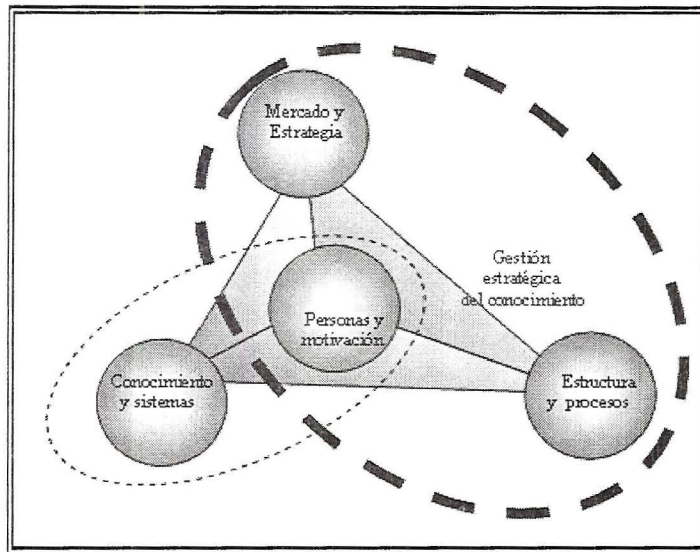 Mercado y
Estrategia
Gestión
estratégica
del conocimiento
Personas y
motivación
Conocimiento
y sistemas
Estructura
y procesos